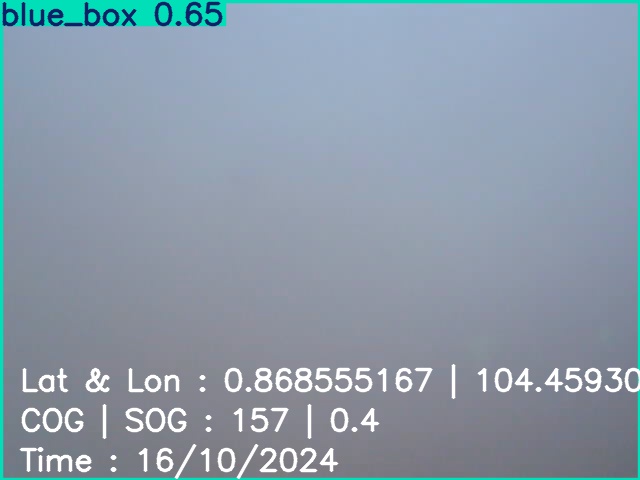 blue_box 0.65
Lat & Lon : 0.868555167 | 104.45930
COG | SOG : 157 | 0.4
Time : 16/10/2024